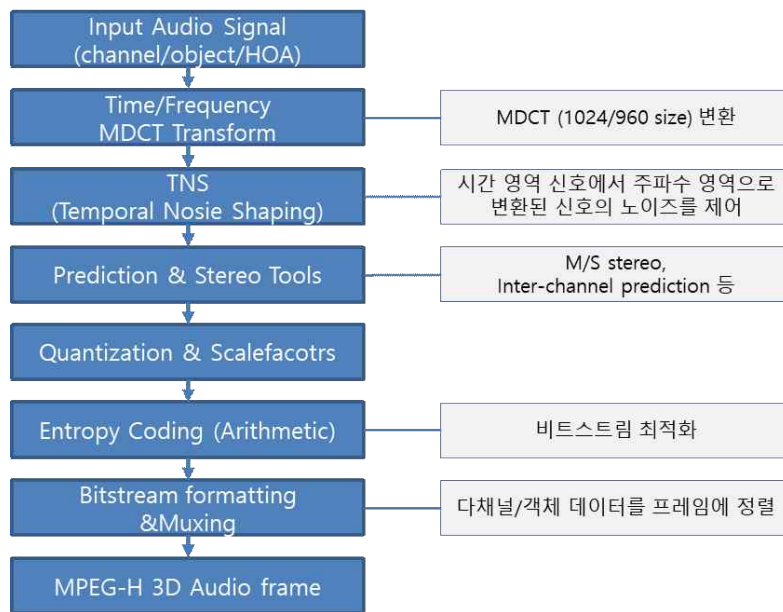 Input Audio Signal
(channel/object/HOA)
Time/Frequency
MDCT Transform
MDCT (1024/960 size) 변환
TNS
(Temporal Nosie Shaping)
시간 영역 신호에서 주파수 영역으로
변환된 신호의 노이즈를 제어
Prediction & Stereo Tools
M/S stereo,
Inter-channel prediction 등
Quantization & Scalefacotrs
Entropy Coding (Arithmetic)
비트스트림 최적화
Bitstream formatting
&Muxing
다채널/객체 데이터를 프레임에 정렬
MPEG-H 3D Audio frame